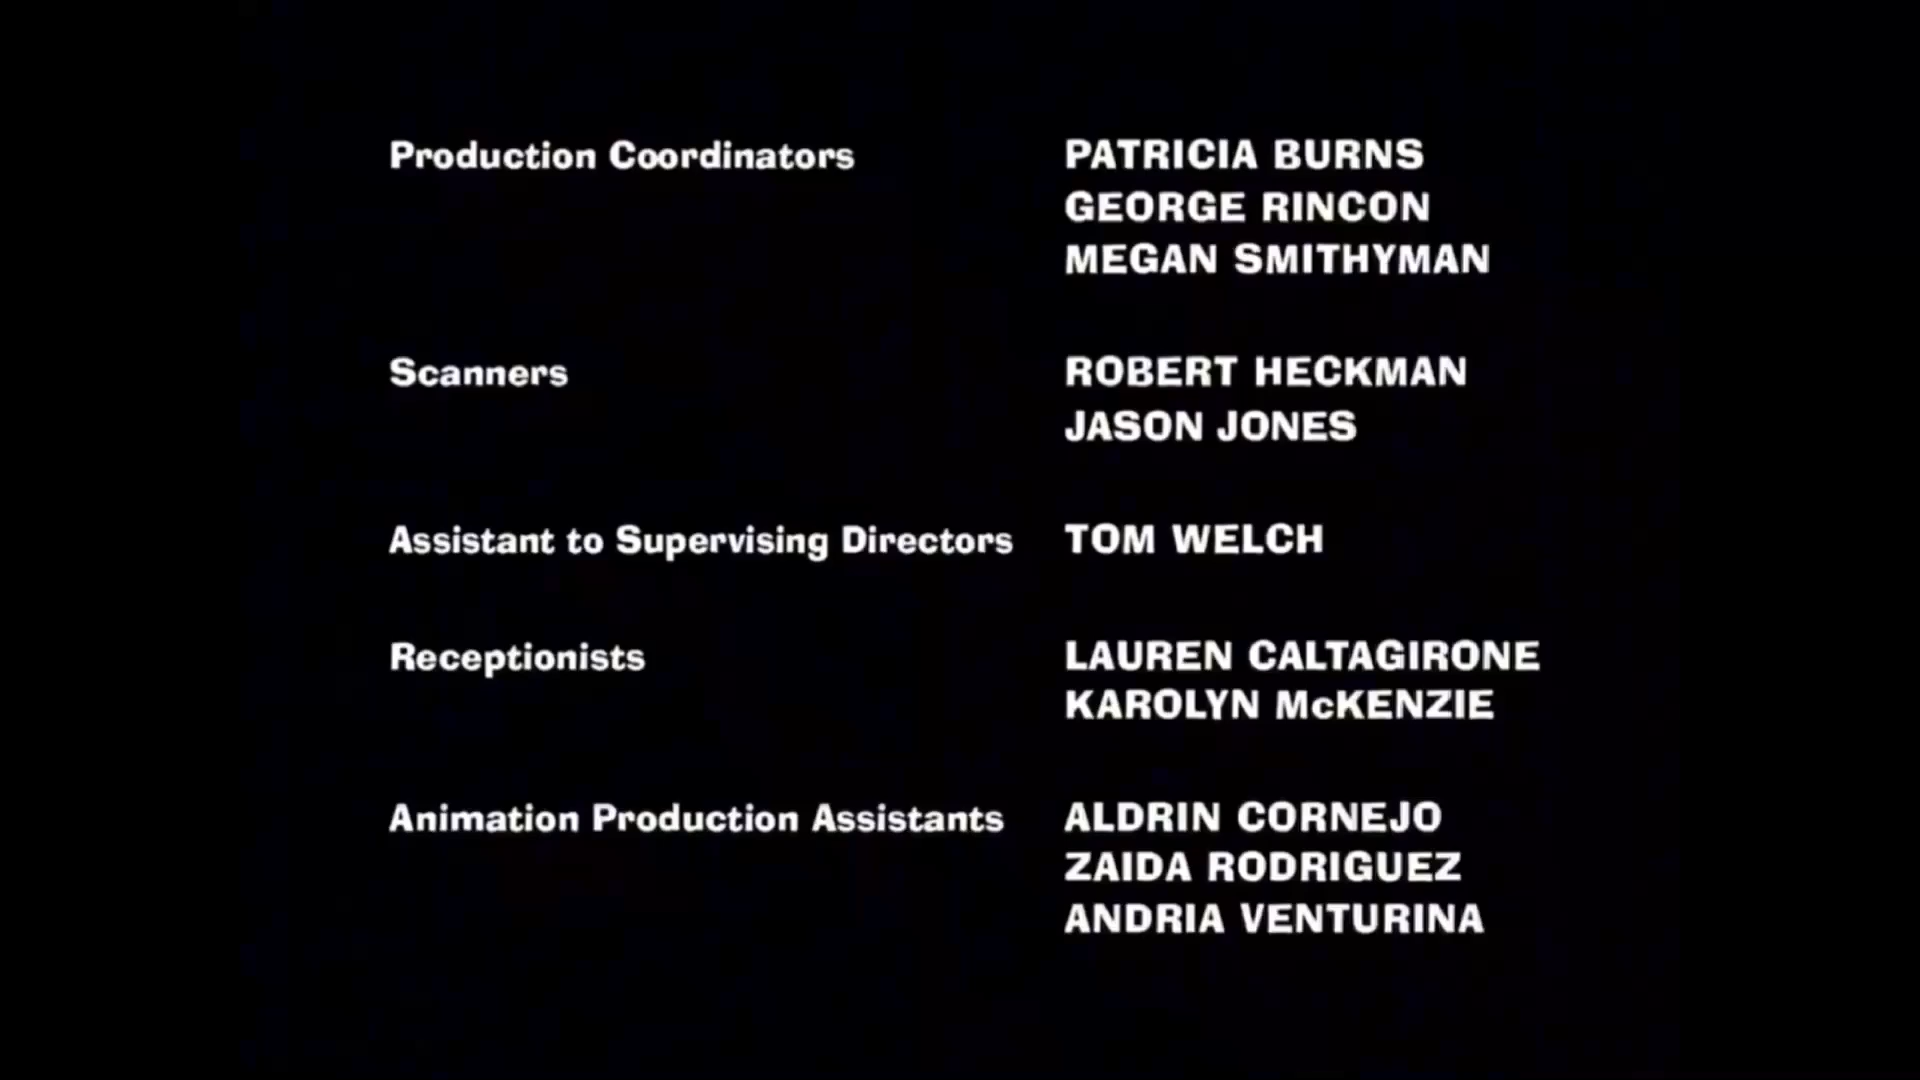 Production Coordinators PATRICIA BURNS
GEORGE RINCON
MEGAN SMITHYMAN
Scanners ROBERT HECKMAN
JASON JONES
Assistant to Supervising Directors TOM WELCH
Receptionists LAUREN CALTAGIRONE
KAROLYN McKENZIE
Animation Production Assistants ALDRIN CORNEJO
ZAIDA RODRIGUEZ
ANDRIA VENTURINA